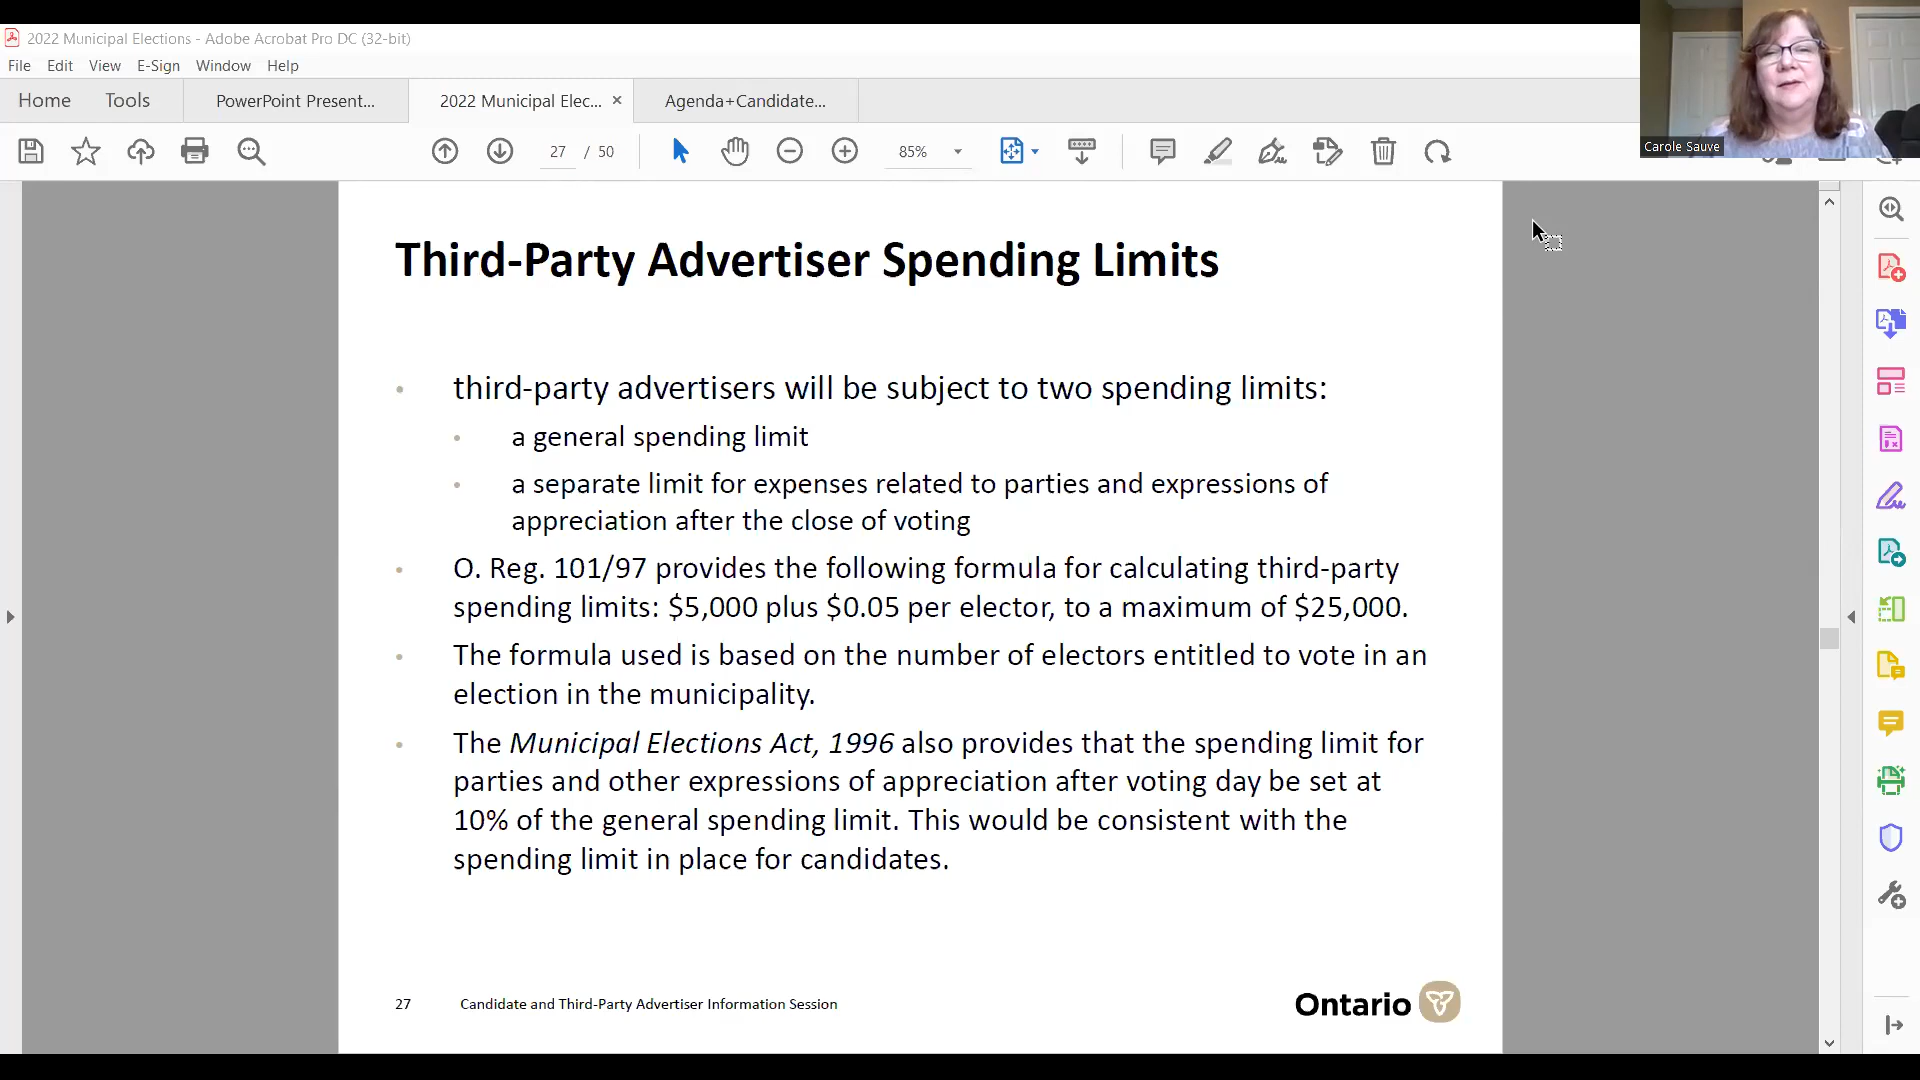 2022 Municipal Elections - Adobe Acrobat Pro DC (32-bit)
File Edit View E-Sign Window Help
Home Tools PowerPoint Present... 2022 Municipal Elec... × Agenda+Candidate...
27 / 50 85%
Carole Sauve
Third-Party Advertiser Spending Limits
• third-party advertisers will be subject to two spending limits:
• a general spending limit
• a separate limit for expenses related to parties and expressions of
appreciation after the close of voting
• O. Reg. 101/97 provides the following formula for calculating third-party
spending limits: $5,000 plus $0.05 per elector, to a maximum of $25,000.
• The formula used is based on the number of electors entitled to vote in an
election in the municipality.
• The Municipal Elections Act, 1996 also provides that the spending limit for
parties and other expressions of appreciation after voting day be set at
10% of the general spending limit. This would be consistent with the
spending limit in place for candidates.
27 Candidate and Third-Party Advertiser Information Session
Ontario